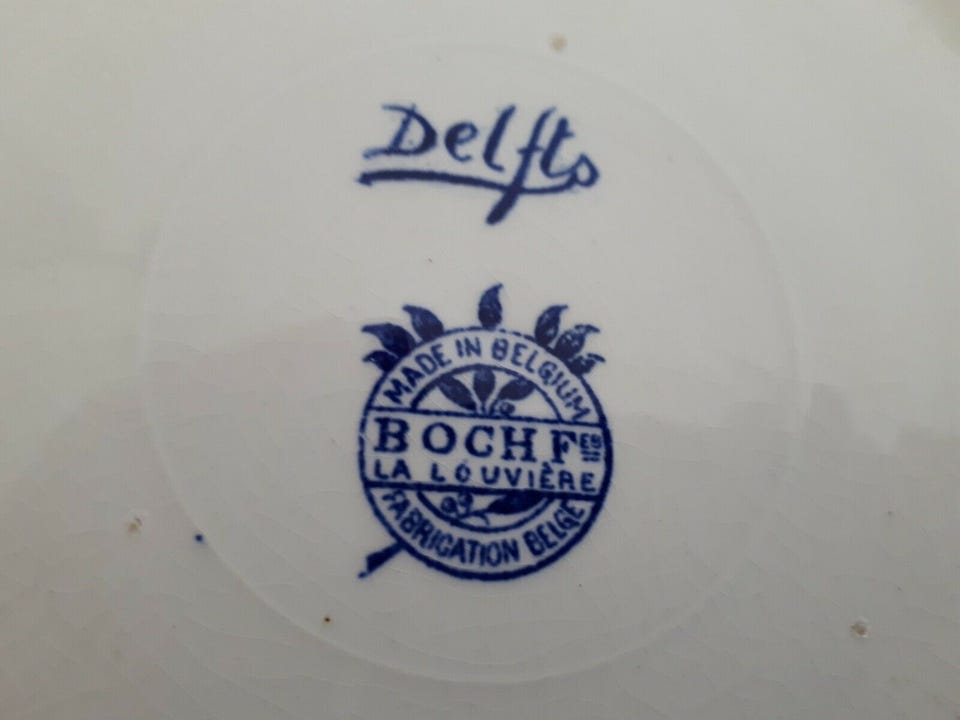 Delfts
MADE IN BELGIUM
BOCH FES
LA LOUVIÈRE
FABRICATION BELGE